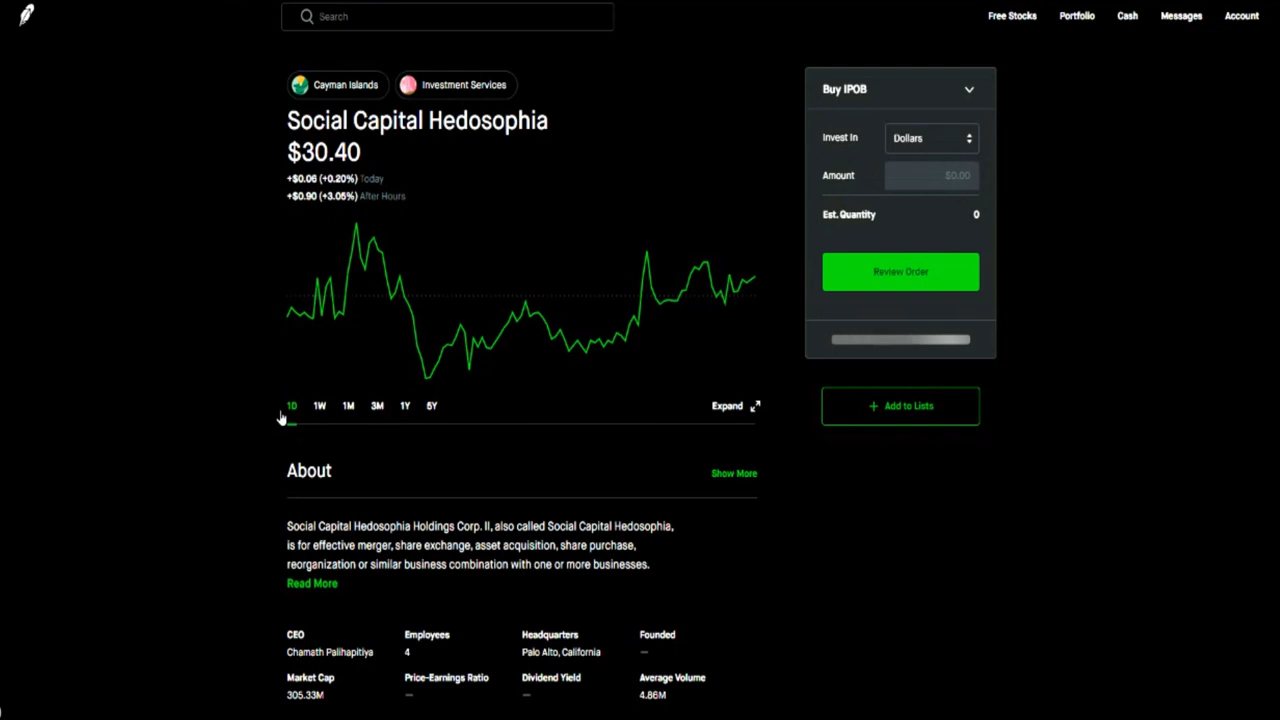 Search
Free Stocks Portfolio Cash Messages Account
Cayman Islands Investment Services
Social Capital Hedosophia
$30.40
+$0.06 (+0.20%) Today
+$0.90 (+3.05%) After Hours
1D 1W 1M 3M 1Y 5Y
Expand
Buy IPOB
Invest In Dollars
Amount $0.00
Est. Quantity 0
Review Order
+ Add to Lists
About
Show More
Social Capital Hedosophia Holdings Corp. II, also called Social Capital Hedosophia,
is for effective merger, share exchange, asset acquisition, share purchase,
reorganization or similar business combination with one or more businesses.
Read More
CEO Employees Headquarters Founded
Chamath Palihapitiya 4 Palo Alto, California —
Market Cap Price-Earnings Ratio Dividend Yield Average Volume
305.33M — — 4.86M